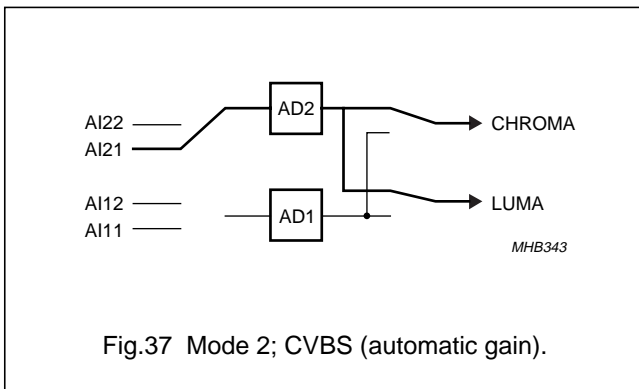 AD2
AI22
CHROMA
AI21
AI12
LUMA
AD1
AI11
MHB343
Fig.37 Mode 2; CVBS (automatic gain).